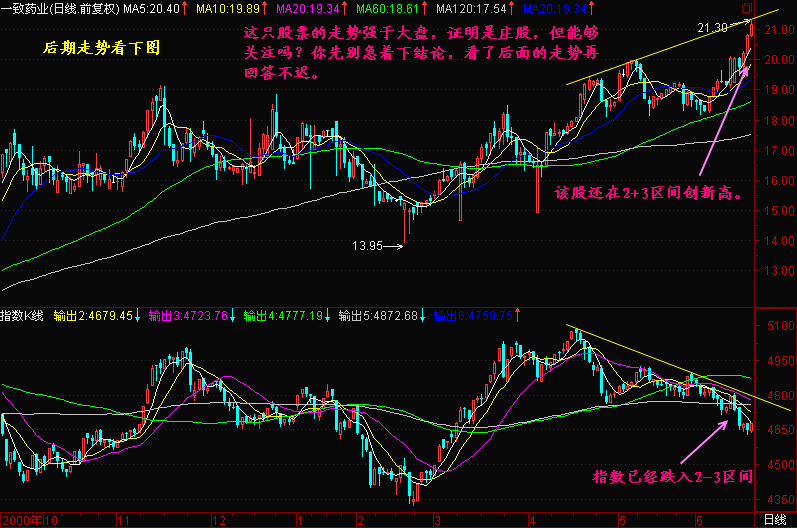 一致药业(日线.前复权) MA5:20.40↑ MA10:19.89↑ MA20:19.34↑ MA60:18.61↑ MA120:17.54↑ MA20:19.34↑
后期走势看下图
这只股票的走势强于大盘，证明是庄股，但能够
关注吗？你先别急着下结论，看了后面的走势再
回答不迟。
21.30
21.00
20.00
19.00
18.00
17.00
16.00
15.00
14.00
13.00
该股还在2+3区间创新高。
13.95
指数K线 输出2:4679.45↓ 输出3:4723.76↓ 输出4:4777.19↓ 输出5:4872.68↓ 输出6:4759.75↑
5100
4950
4800
4650
4500
4350
指数已经跌入2-3区间
2000年 10 11 12 1 2 3 4 5 6 日线